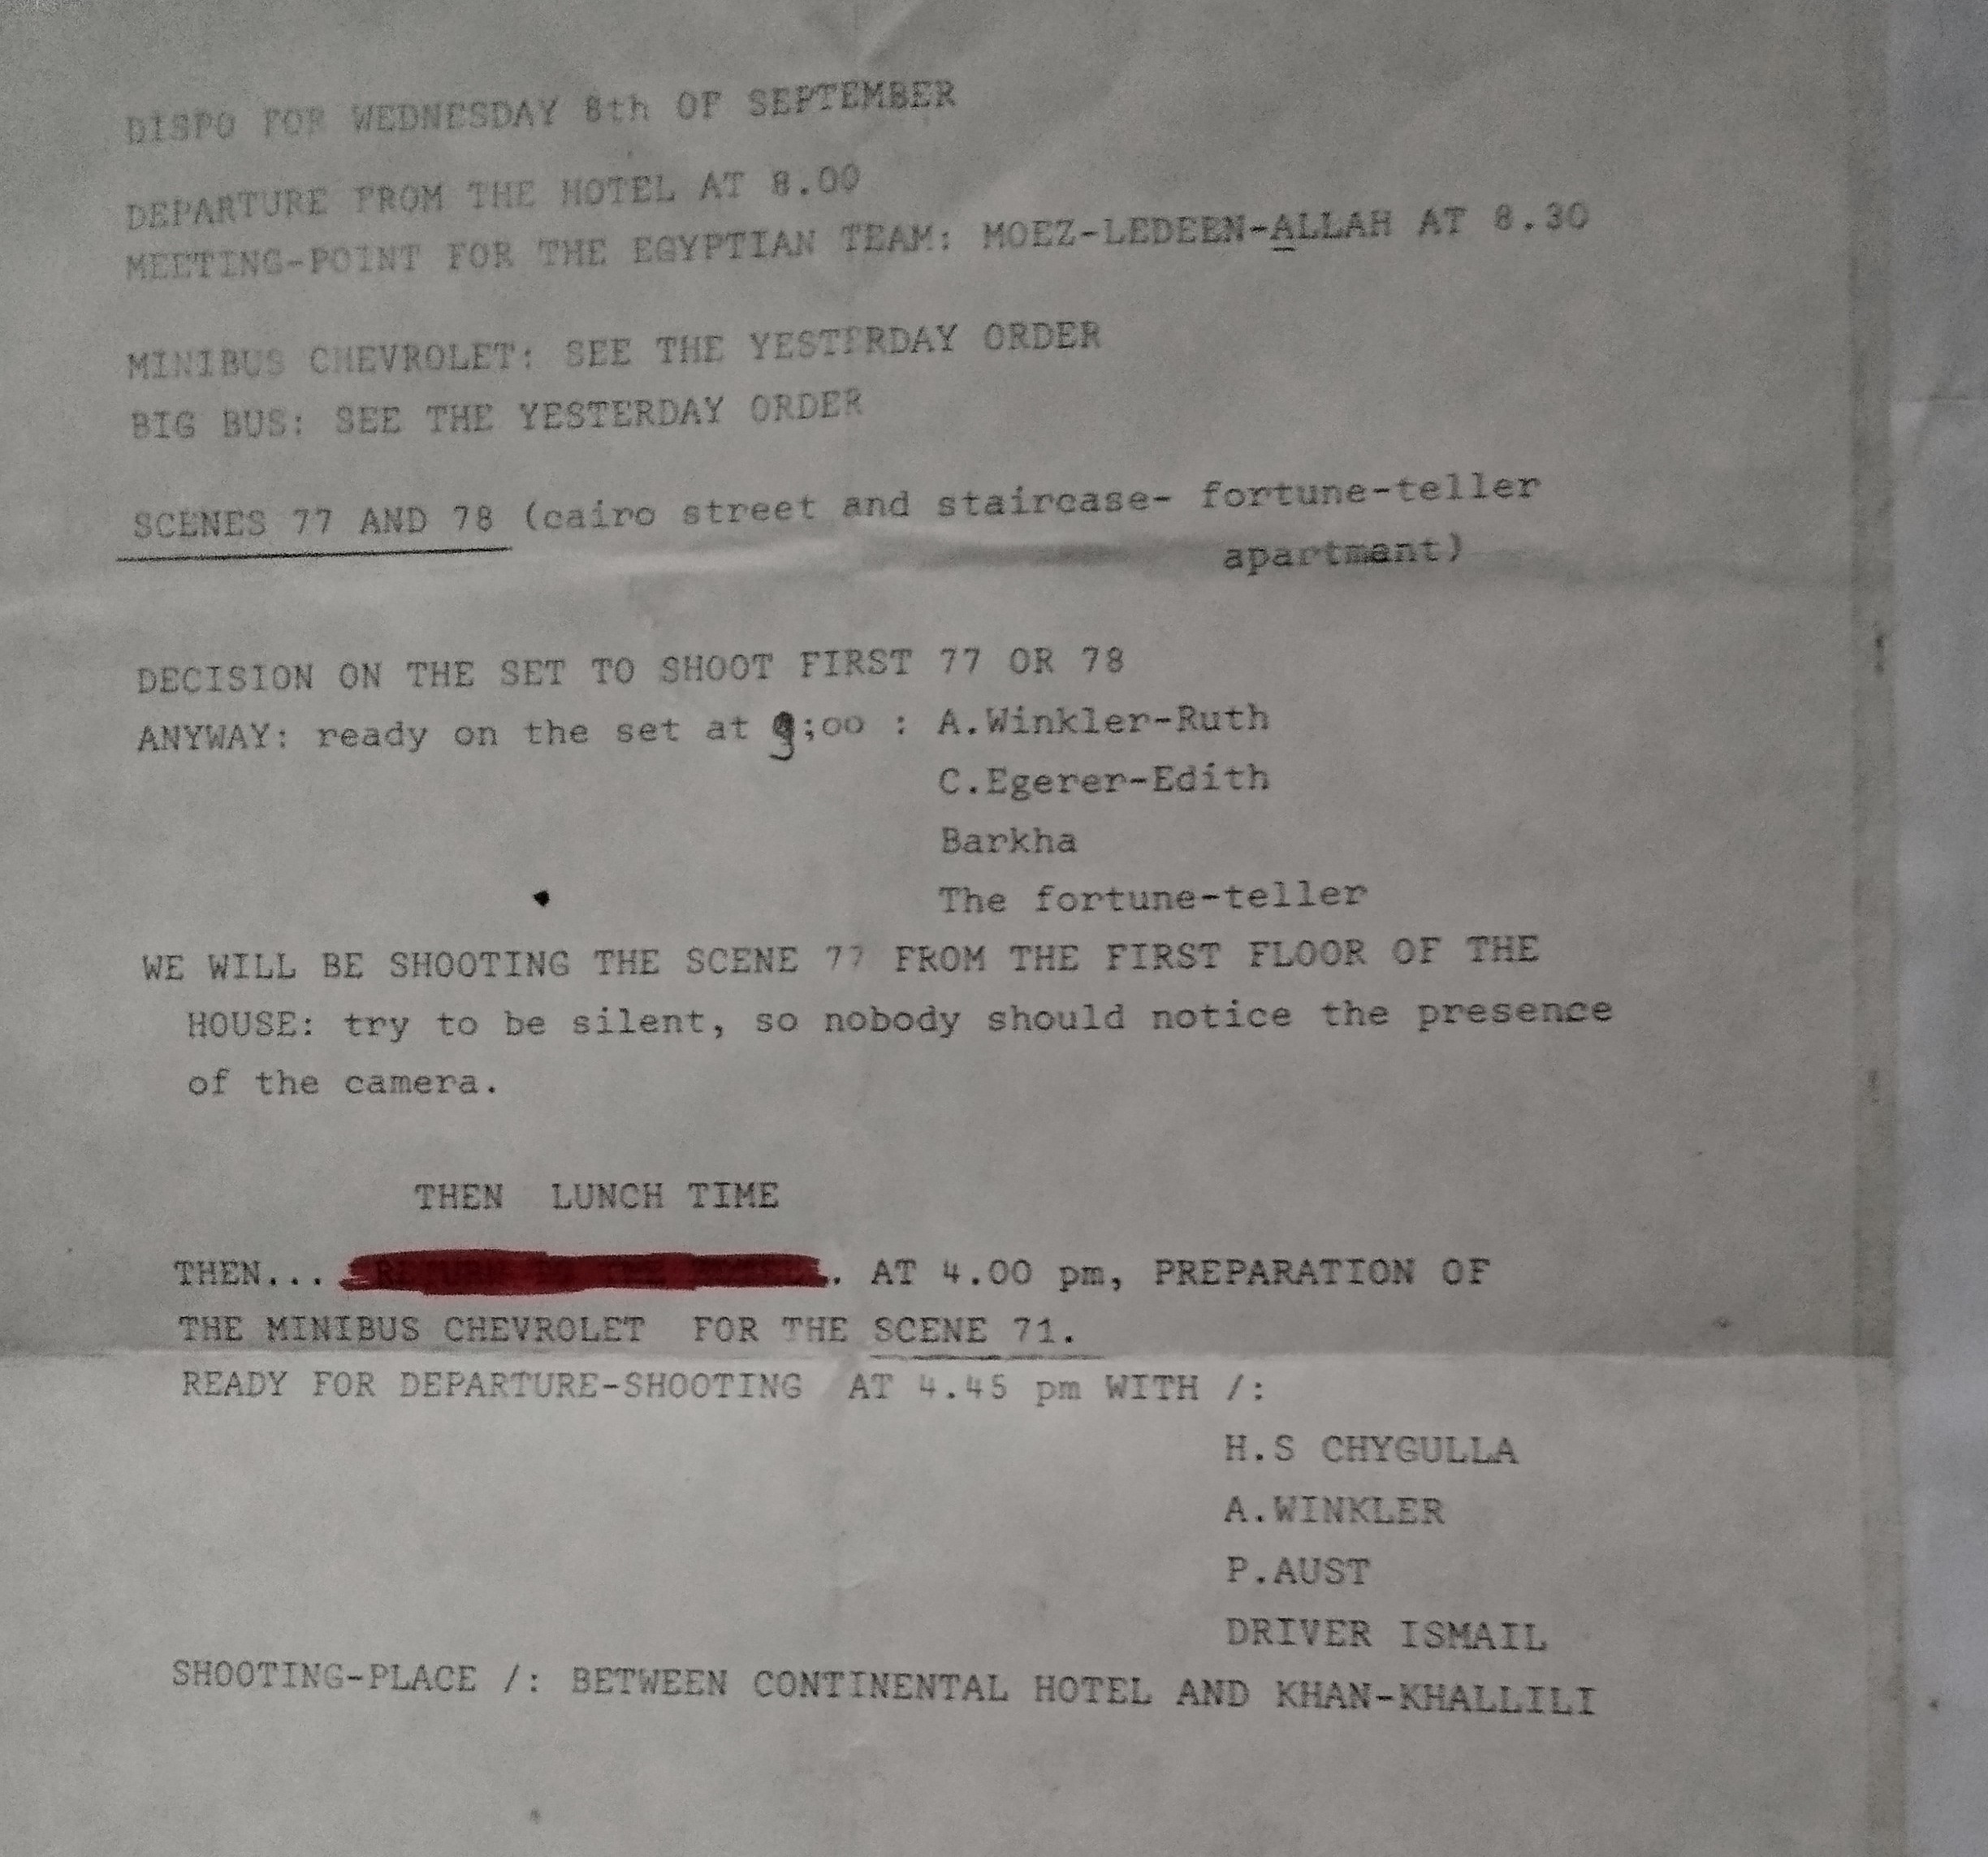 DISPO FOR WEDNESDAY 8th OF SEPTEMBER
DEPARTURE FROM THE HOTEL AT 8.00
MEETING-POINT FOR THE EGYPTIAN TEAM: MOEZ-LEDEEN-ALLAH AT 8.30
MINIBUS CHEVROLET: SEE THE YESTERDAY ORDER
BIG BUS: SEE THE YESTERDAY ORDER
SCENES 77 AND 78 (cairo street and staircase- fortune-teller
apartmant)
DECISION ON THE SET TO SHOOT FIRST 77 OR 78
ANYWAY: ready on the set at 9;oo : A.Winkler-Ruth
C.Egerer-Edith
Barkha
The fortune-teller
WE WILL BE SHOOTING THE SCENE 77 FROM THE FIRST FLOOR OF THE
HOUSE: try to be silent, so nobody should notice the presence
of the camera.
THEN LUNCH TIME
THEN... . AT 4.00 pm, PREPARATION OF
THE MINIBUS CHEVROLET FOR THE SCENE 71.
READY FOR DEPARTURE-SHOOTING AT 4.45 pm WITH /:
H.S CHYGULLA
A.WINKLER
P.AUST
DRIVER ISMAIL
SHOOTING-PLACE /: BETWEEN CONTINENTAL HOTEL AND KHAN-KHALLILI